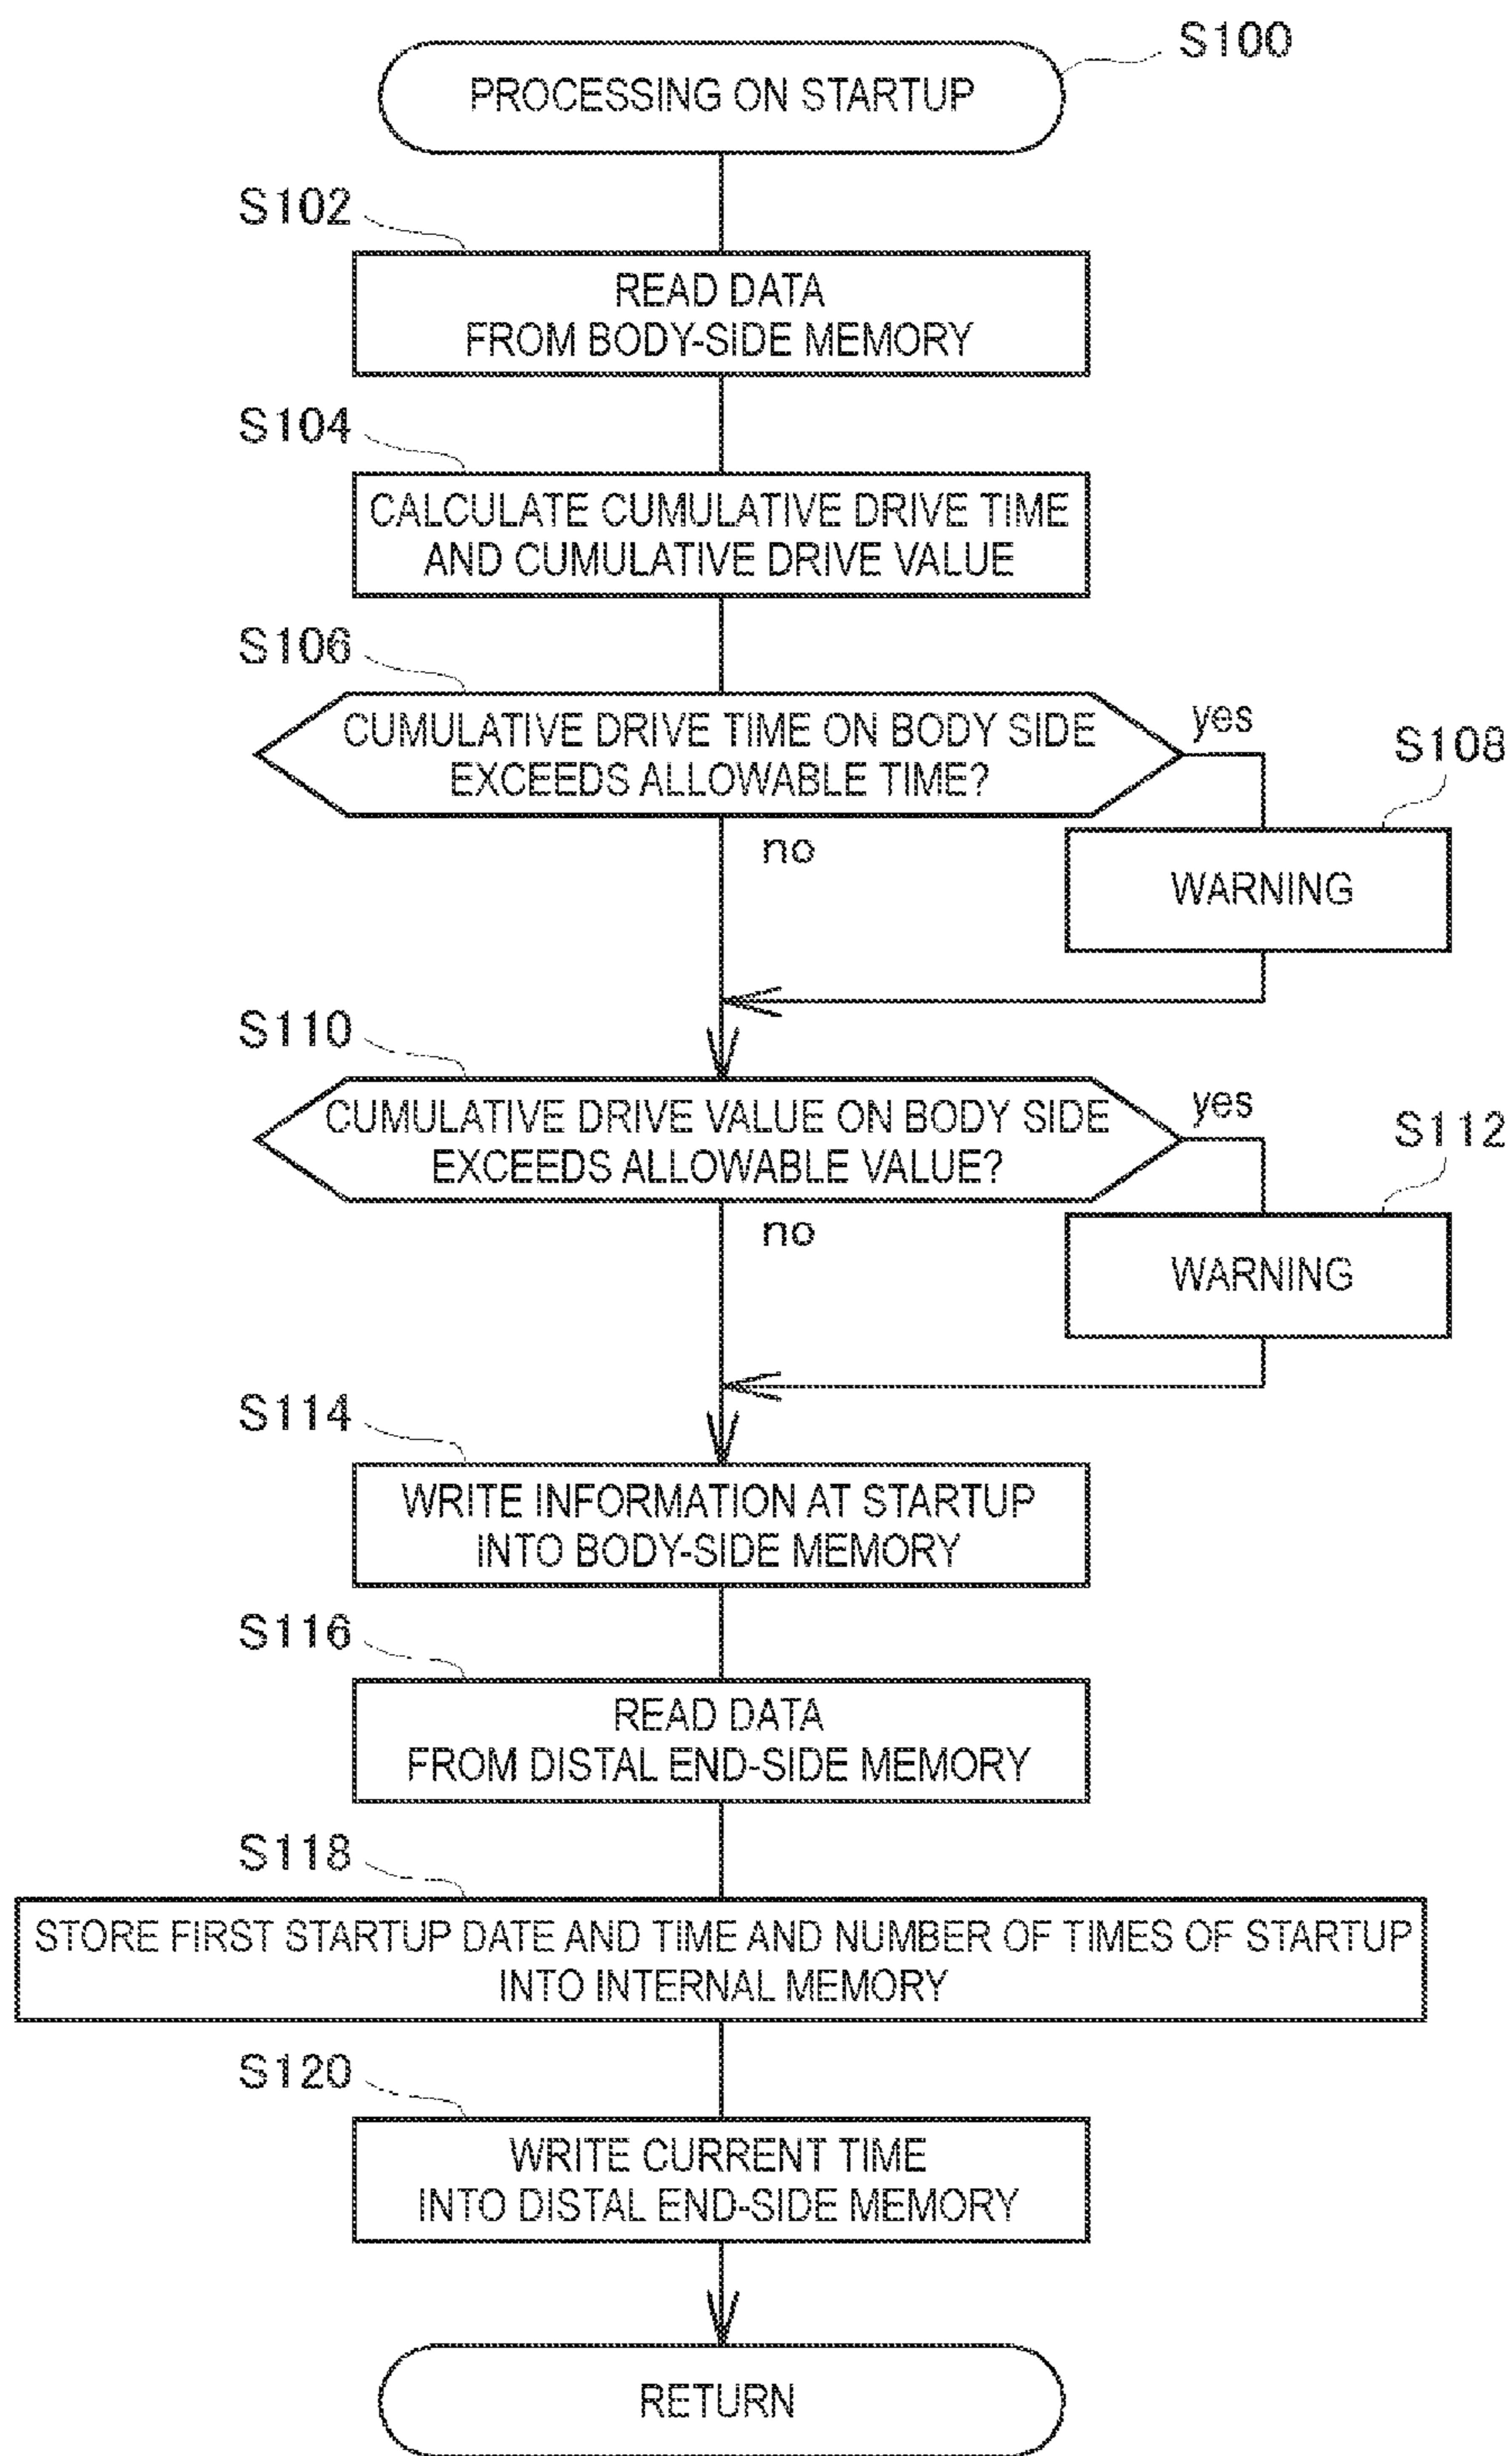 S100
PROCESSING ON STARTUP
S102
READ DATA
FROM BODY-SIDE MEMORY
S104
CALCULATE CUMULATIVE DRIVE TIME
AND CUMULATIVE DRIVE VALUE
S106
CUMULATIVE DRIVE TIME ON BODY SIDE
EXCEEDS ALLOWABLE TIME?
yes
S108
no
WARNING
S110
CUMULATIVE DRIVE VALUE ON BODY SIDE
EXCEEDS ALLOWABLE VALUE?
yes
S112
no
WARNING
S114
WRITE INFORMATION AT STARTUP
INTO BODY-SIDE MEMORY
S116
READ DATA
FROM DISTAL END-SIDE MEMORY
S118
STORE FIRST STARTUP DATE AND TIME AND NUMBER OF TIMES OF STARTUP
INTO INTERNAL MEMORY
S120
WRITE CURRENT TIME
INTO DISTAL END-SIDE MEMORY
RETURN